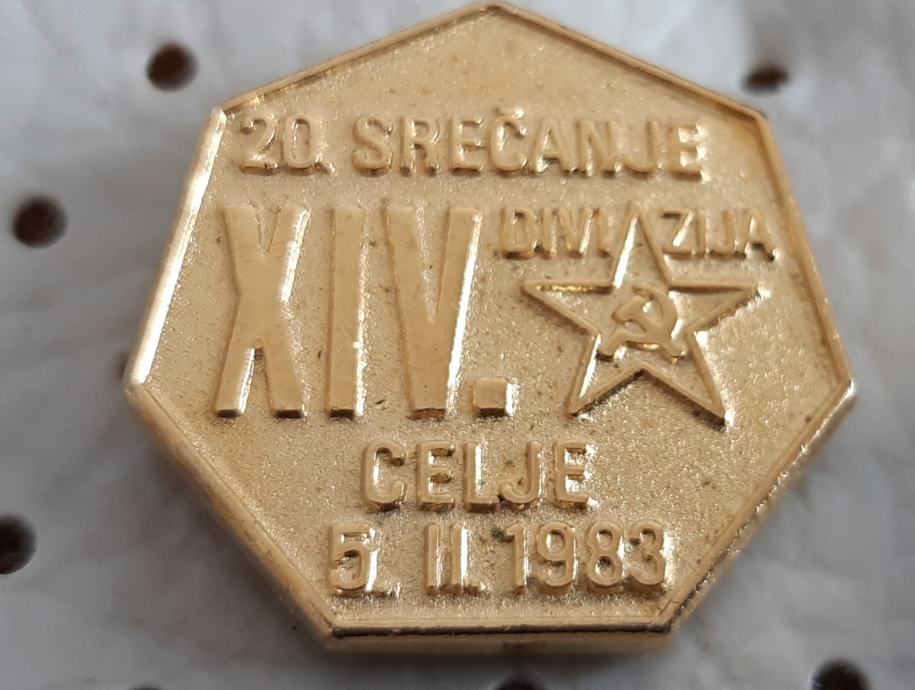 20. SREČANJE
XIV. DIVIZIJA
CELJE
5. II. 1983